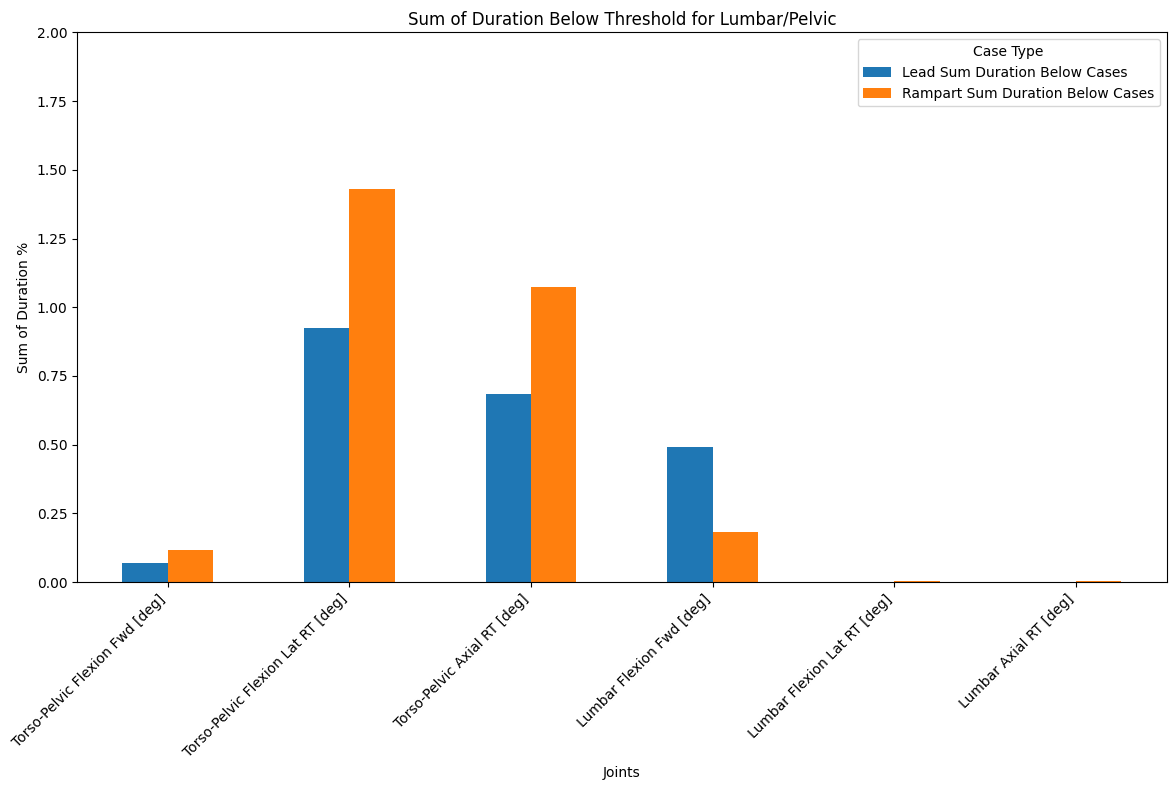 Sum of Duration Below Threshold for Lumbar/Pelvic
Case Type
Lead Sum Duration Below Cases
Rampart Sum Duration Below Cases
Sum of Duration %
2.00
1.75
1.50
1.25
1.00
0.75
0.50
0.25
0.00
Torso-Pelvic Flexion Fwd [deg]
Torso-Pelvic Flexion Lat RT [deg]
Torso-Pelvic Axial RT [deg]
Lumbar Flexion Fwd [deg]
Lumbar Flexion Lat RT [deg]
Lumbar Axial RT [deg]
Joints